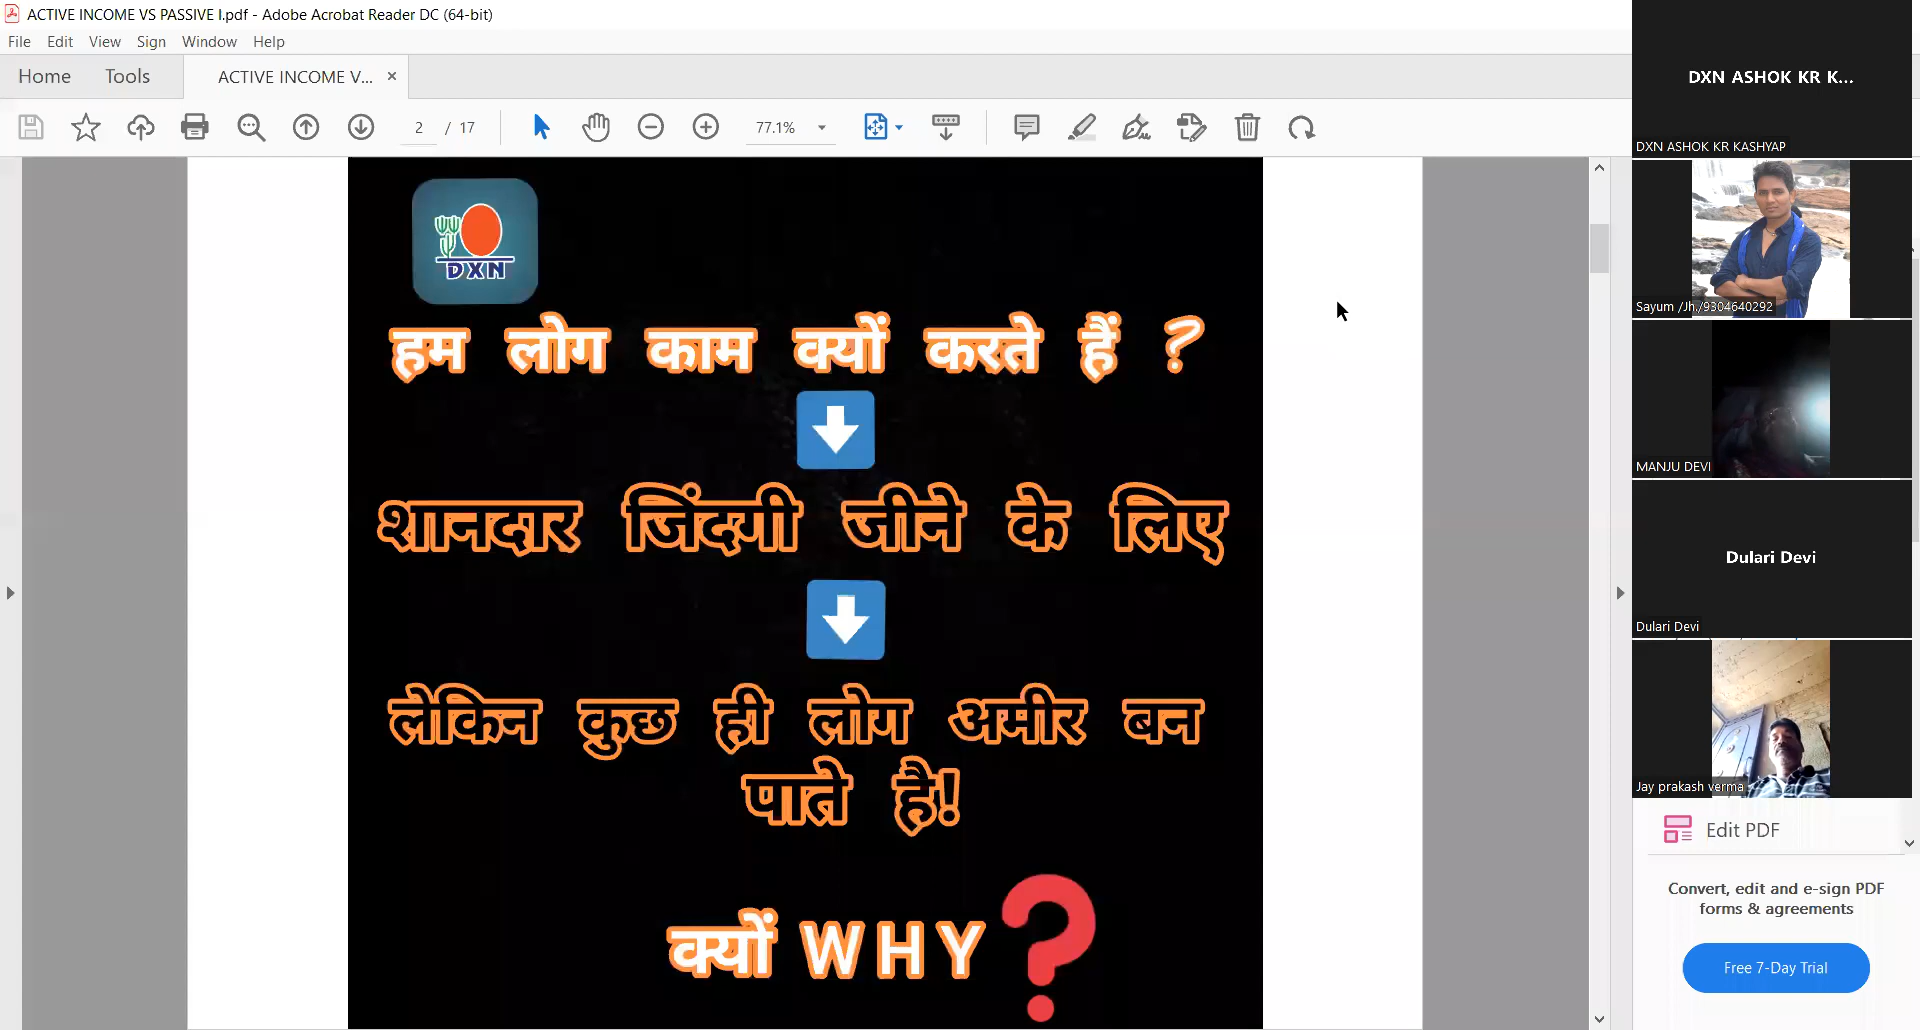 ACTIVE INCOME VS PASSIVE I.pdf - Adobe Acrobat Reader DC (64-bit)
File Edit View Sign Window Help
Home Tools ACTIVE INCOME V... ×
2 / 17 77.1%
DXN
हम लोग काम क्यों करते हैं ?
शानदार जिंदगी जीने के लिए
लेकिन कुछ ही लोग अमीर बन
पाते है!
क्यों WHY?
DXN ASHOK KR K...
DXN ASHOK KR KASHYAP
Sayum /Jh./9304640292
MANJU DEVI
Dulari Devi
Dulari Devi
Jay prakash verma
Edit PDF
Convert, edit and e-sign PDF
forms & agreements
Free 7-Day Trial